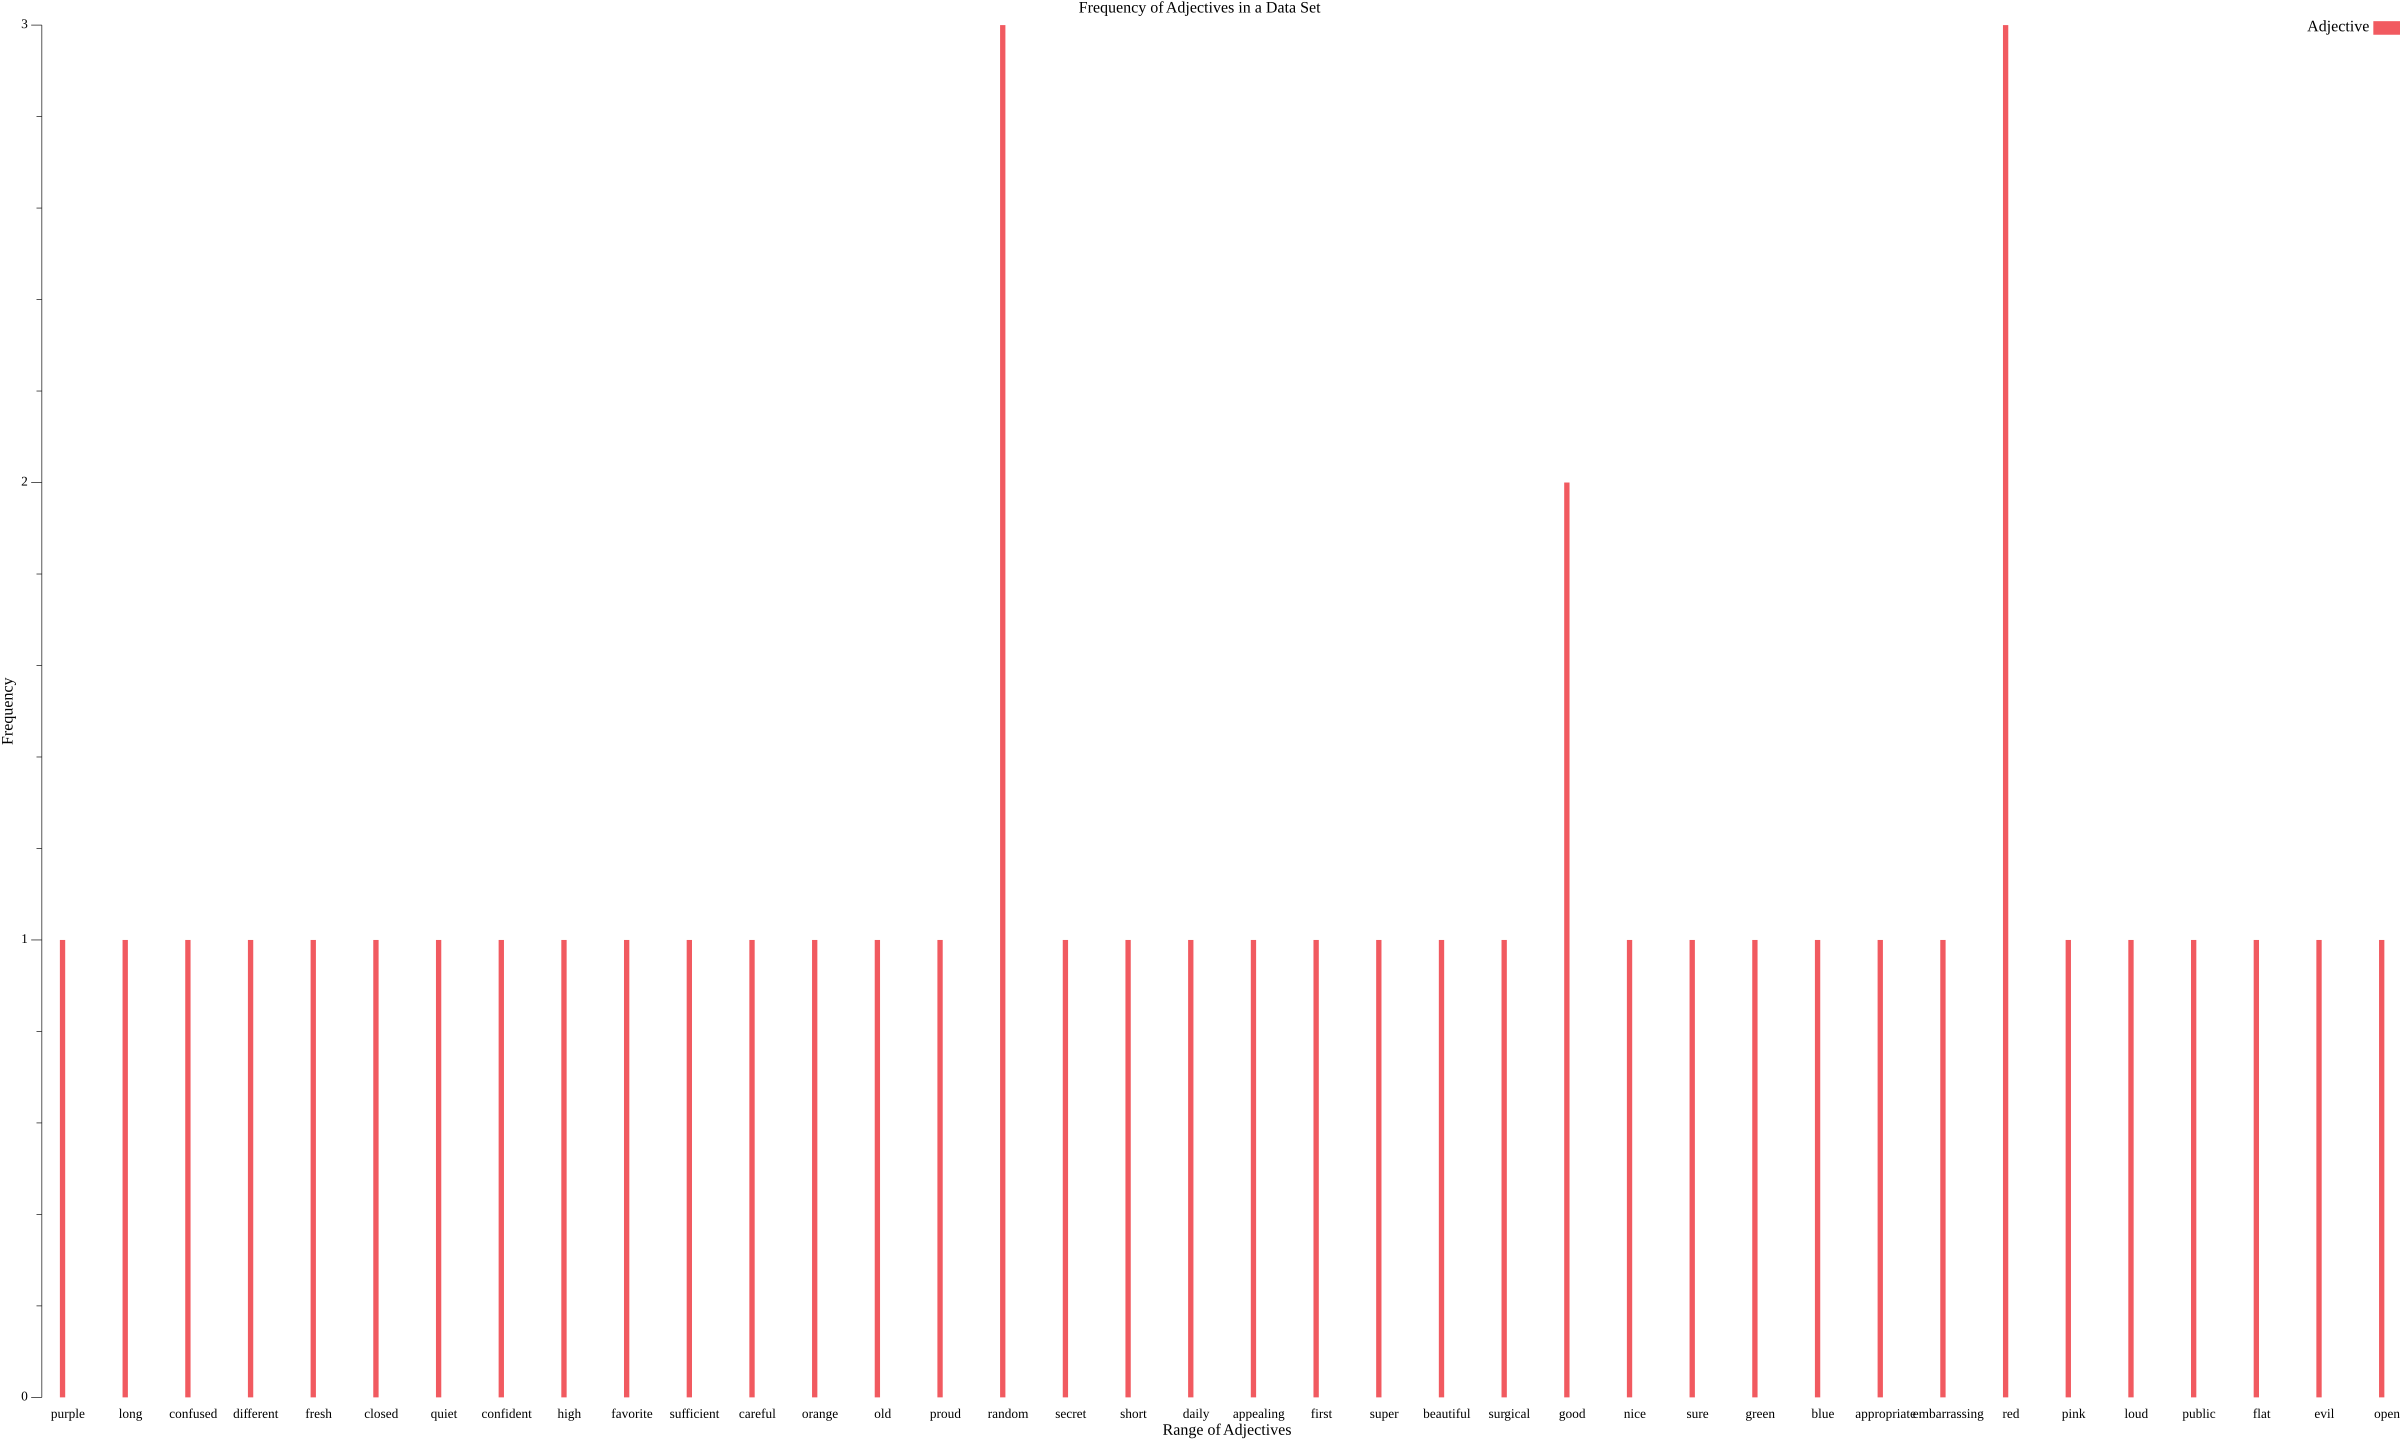 Frequency of Adjectives in a Data Set
Adjective
3
2
1
0
Frequency
purple long confused different fresh closed quiet confident high favorite sufficient careful orange old proud random secret short daily appealing first super beautiful surgical good nice sure green blue appropriate embarrassing red pink loud public flat evil open
Range of Adjectives